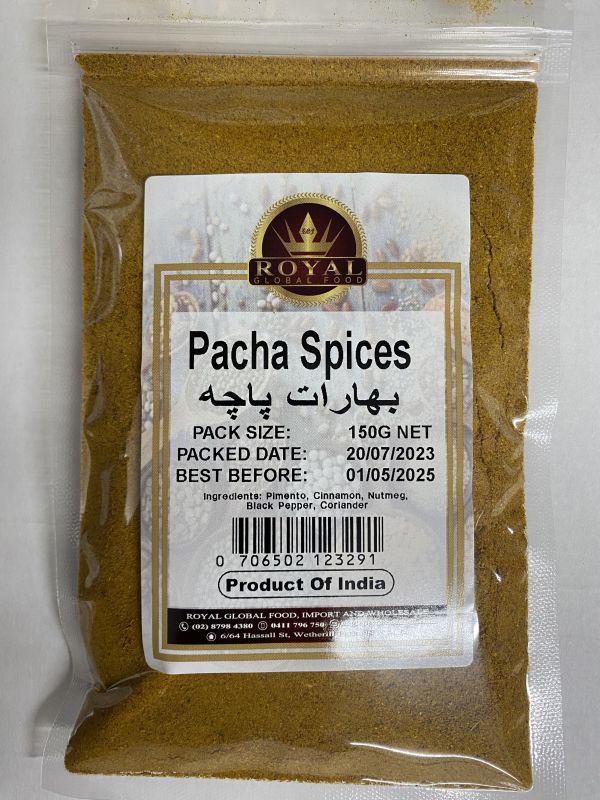 ROYAL
GLOBAL FOOD
Pacha Spices
بهارات پاچه
PACK SIZE: 150G NET
PACKED DATE: 20/07/2023
BEST BEFORE: 01/05/2025
Ingredients: Pimento, Cinnamon, Nutmeg,
Black Pepper, Coriander
0 706502 123291
Product Of India
ROYAL GLOBAL FOOD, IMPORT AND
(02) 8798 4380 0411 796 750
6/64 Hassall St,